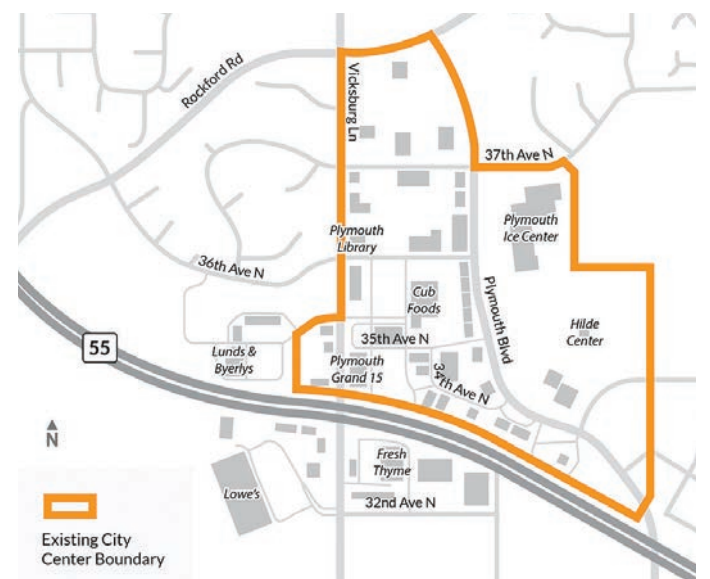 Rockford Rd
Vicksburg Ln
37th Ave N
Plymouth
Ice Center
Plymouth
Library
36th Ave N
Cub
Foods
Plymouth Blvd
Hilde
Center
55
Lunds &
Byerlys
35th Ave N
Plymouth
Grand 15
34th Ave N
N
Fresh
Thyme
Lowe's
32nd Ave N
Existing City
Center Boundary